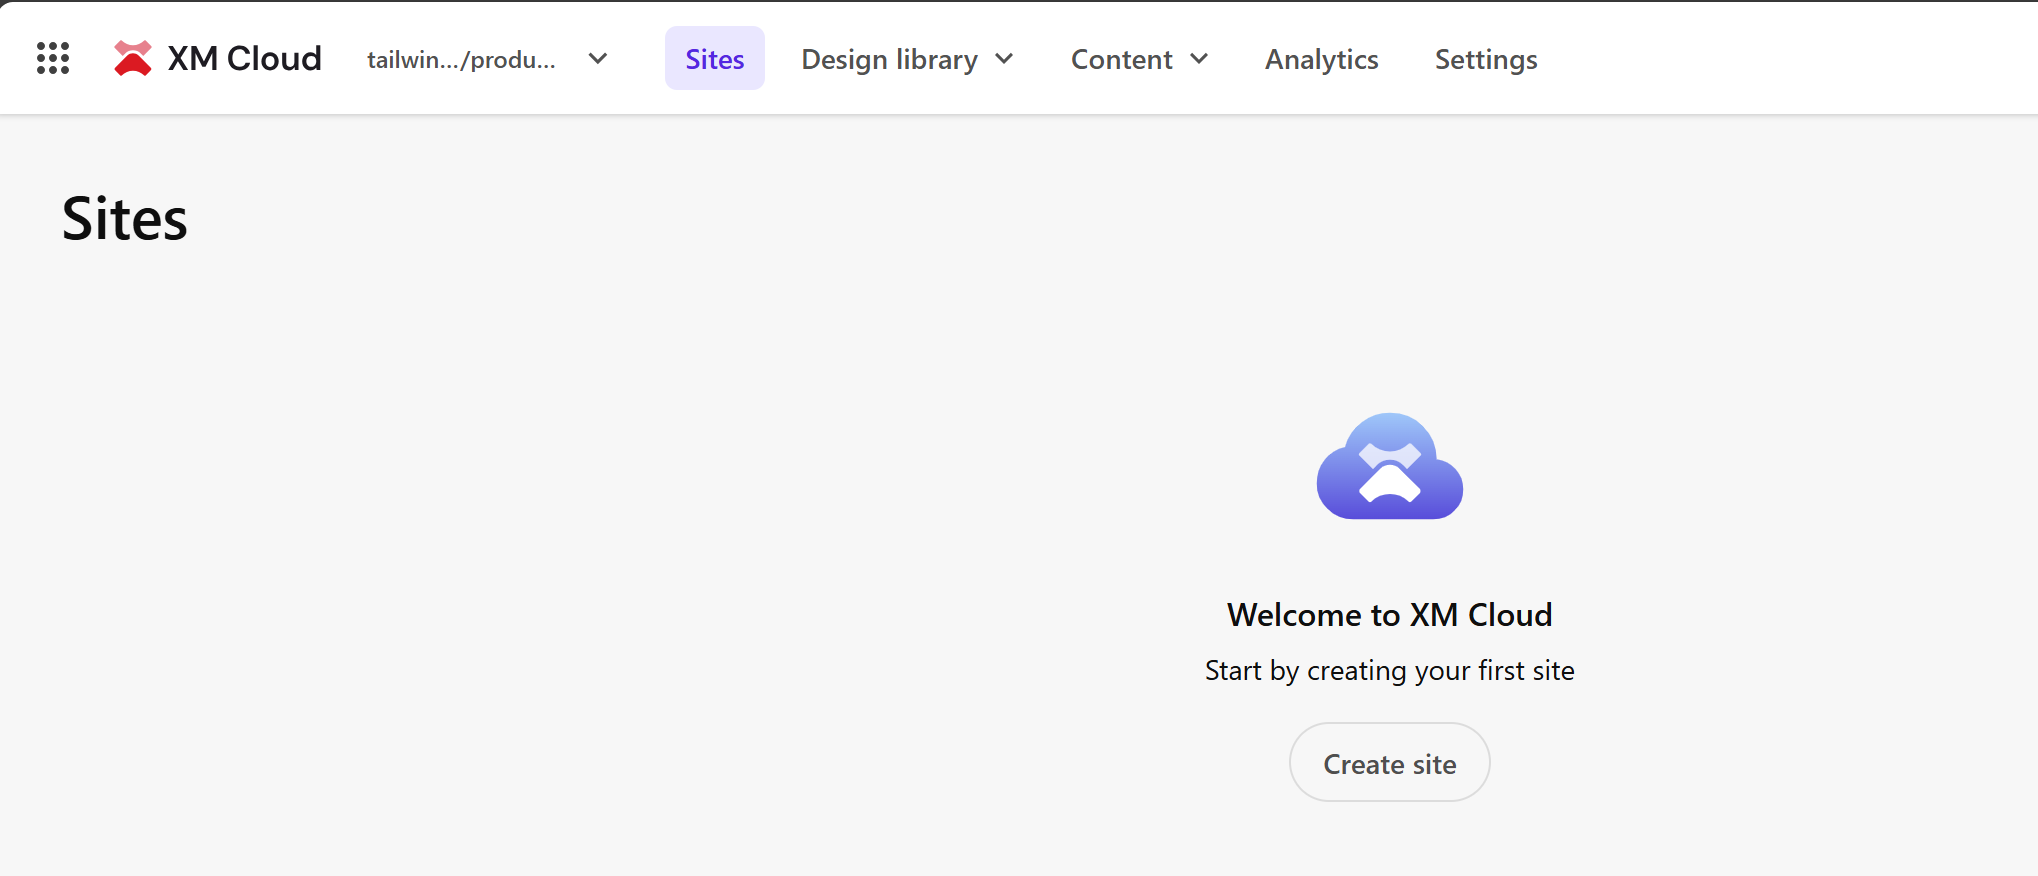 XM Cloud tailwin.../produ... Sites Design library Content Analytics Settings
Sites
Welcome to XM Cloud
Start by creating your first site
Create site